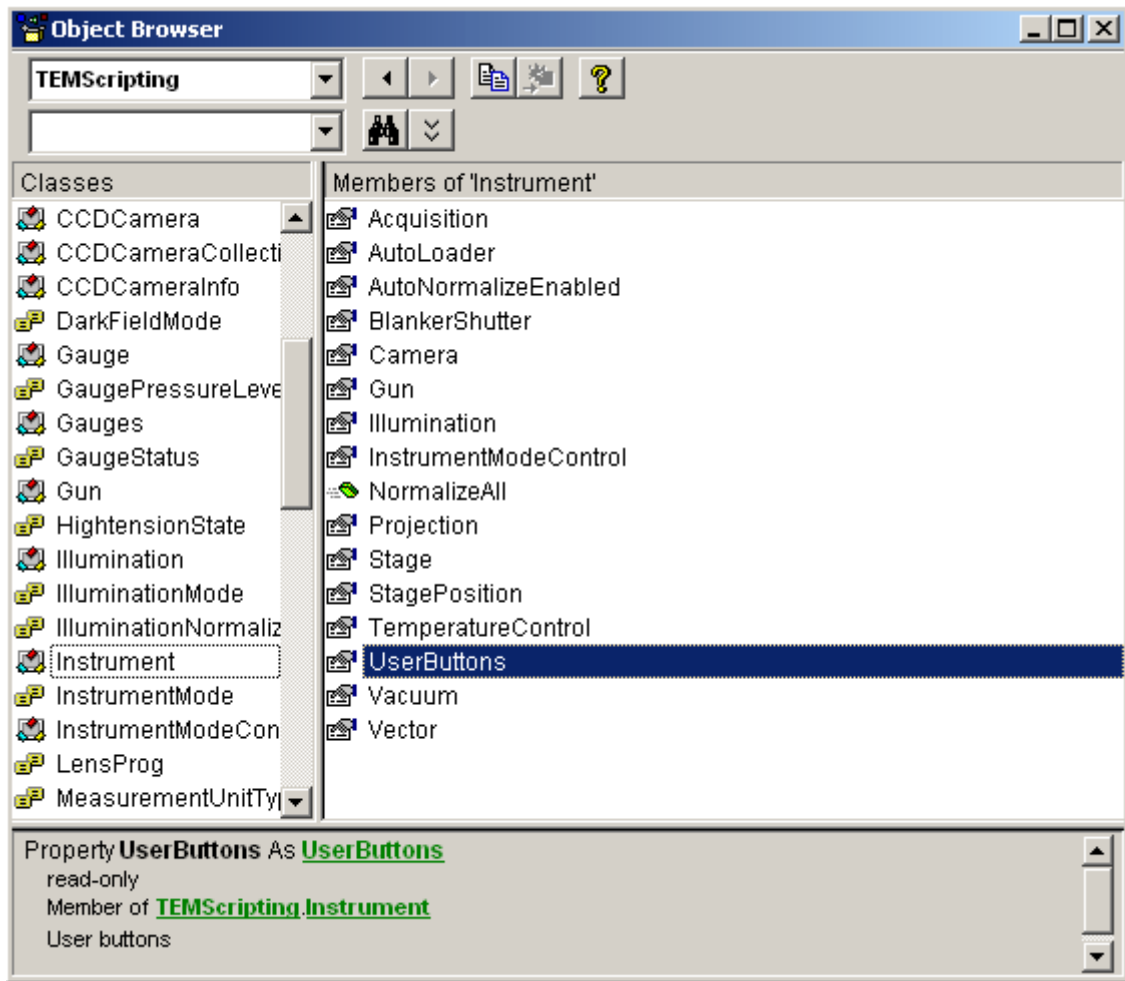 Object Browser
TEMScripting
Classes
CCDCamera
CCDCameraCollecti
CCDCameraInfo
DarkFieldMode
Gauge
GaugePressureLeve
Gauges
GaugeStatus
Gun
HightensionState
Illumination
IlluminationMode
IlluminationNormaliz
Instrument
InstrumentMode
InstrumentModeCon
LensProg
MeasurementUnitTy
Members of 'Instrument'
Acquisition
AutoLoader
AutoNormalizeEnabled
BlankerShutter
Camera
Gun
Illumination
InstrumentModeControl
NormalizeAll
Projection
Stage
StagePosition
TemperatureControl
UserButtons
Vacuum
Vector
Property UserButtons As UserButtons
read-only
Member of TEMScripting.Instrument
User buttons